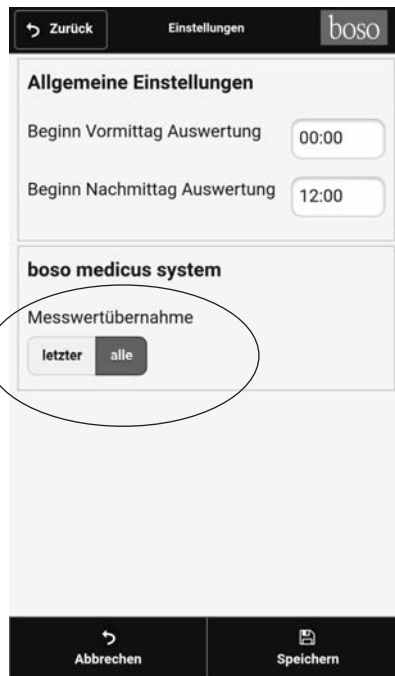 Zurück
Einstellungen
boso
Allgemeine Einstellungen
Beginn Vormittag Auswertung
00:00
Beginn Nachmittag Auswertung
12:00
boso medicus system
Messwertübernahme
letzter alle
Abbrechen
Speichern